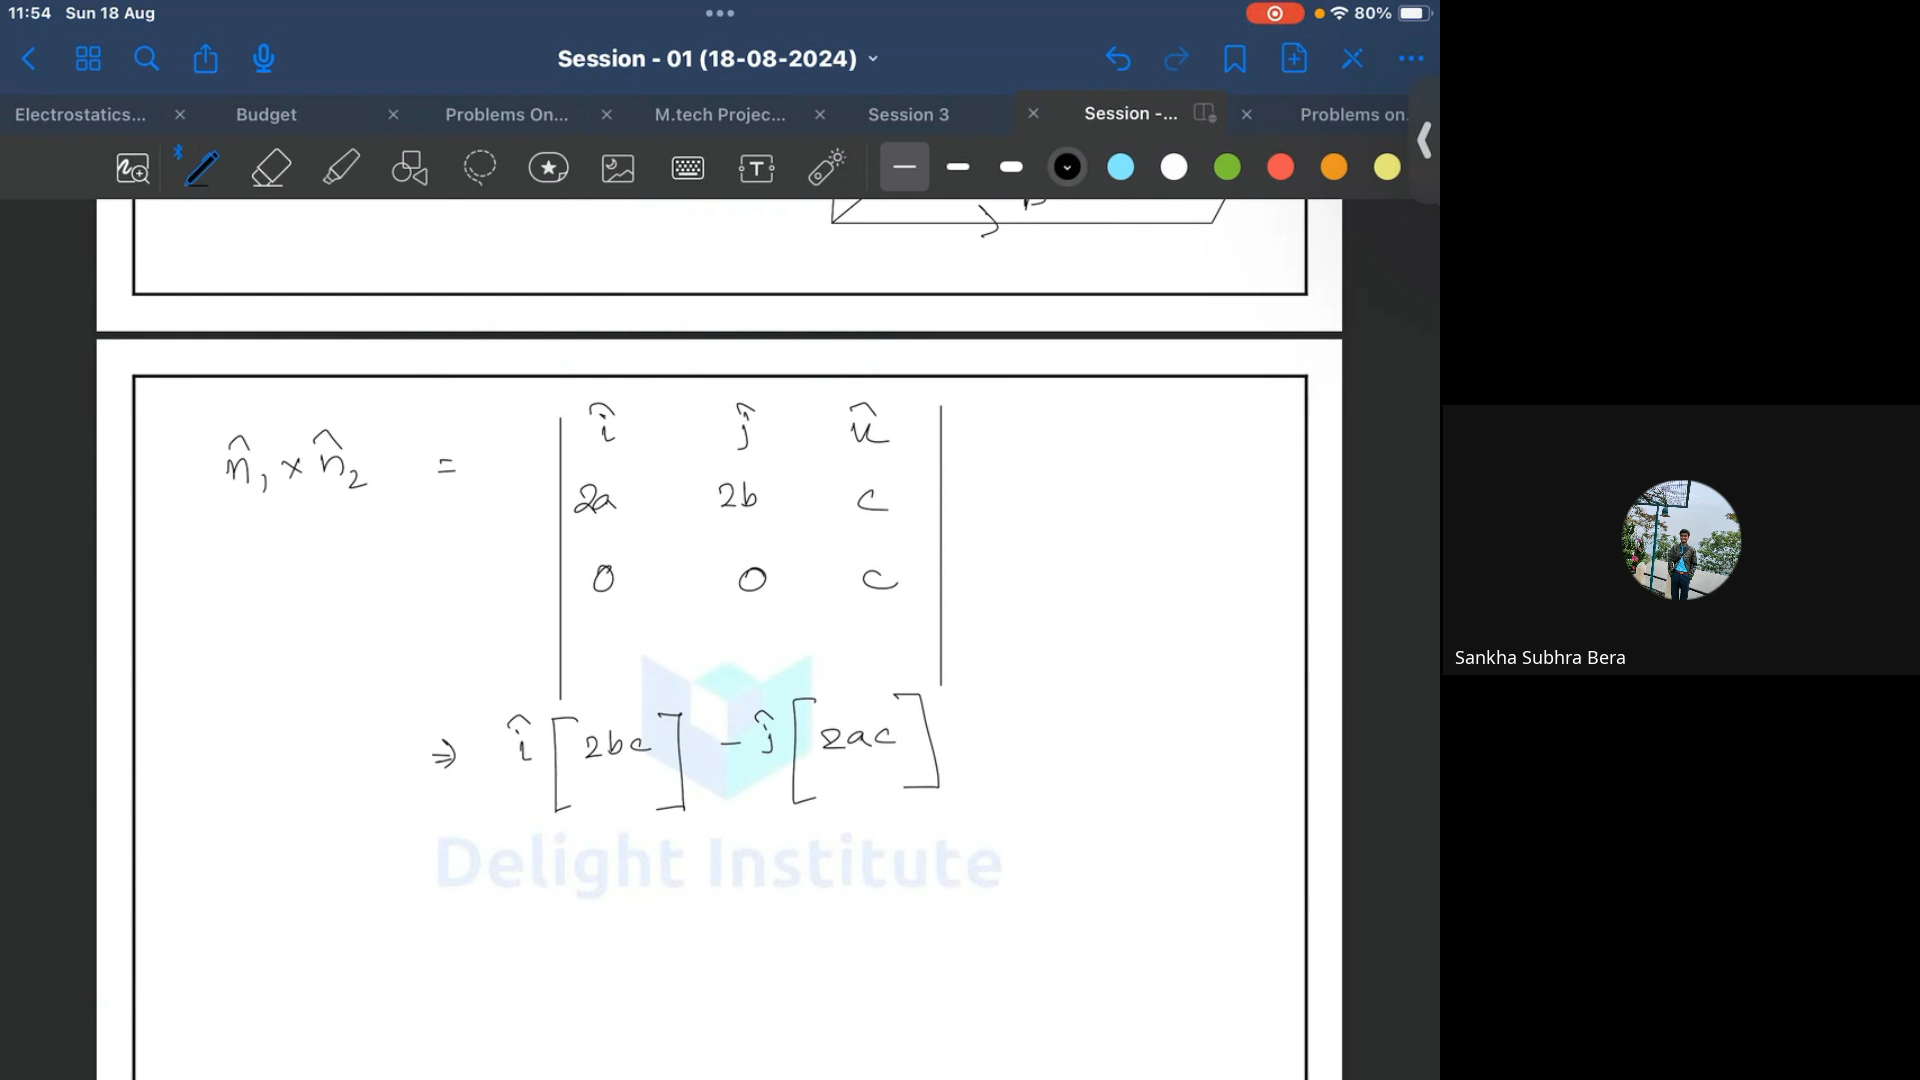 11:54 Sun 18 Aug
80%
Session - 01 (18-08-2024)
Electrostatics... Budget Problems On... M.tech Projec... Session 3 Session -... Problems on.
n̂₁ × n̂₂ = | î ĵ k̂ |
2a 2b c
0 0 c
⇒ î [2bc] - ĵ [2ac]
Delight Institute
Sankha Subhra Bera